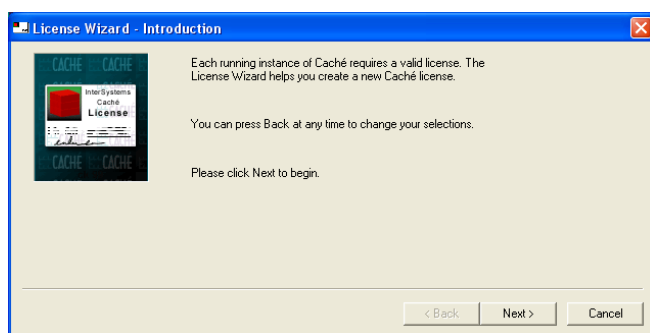 License Wizard - Introduction
CACHE CACHE
InterSystems
Caché
License
CACHE CACHE
Each running instance of Caché requires a valid license. The
License Wizard helps you create a new Caché license.
You can press Back at any time to change your selections.
Please click Next to begin.
< Back Next > Cancel